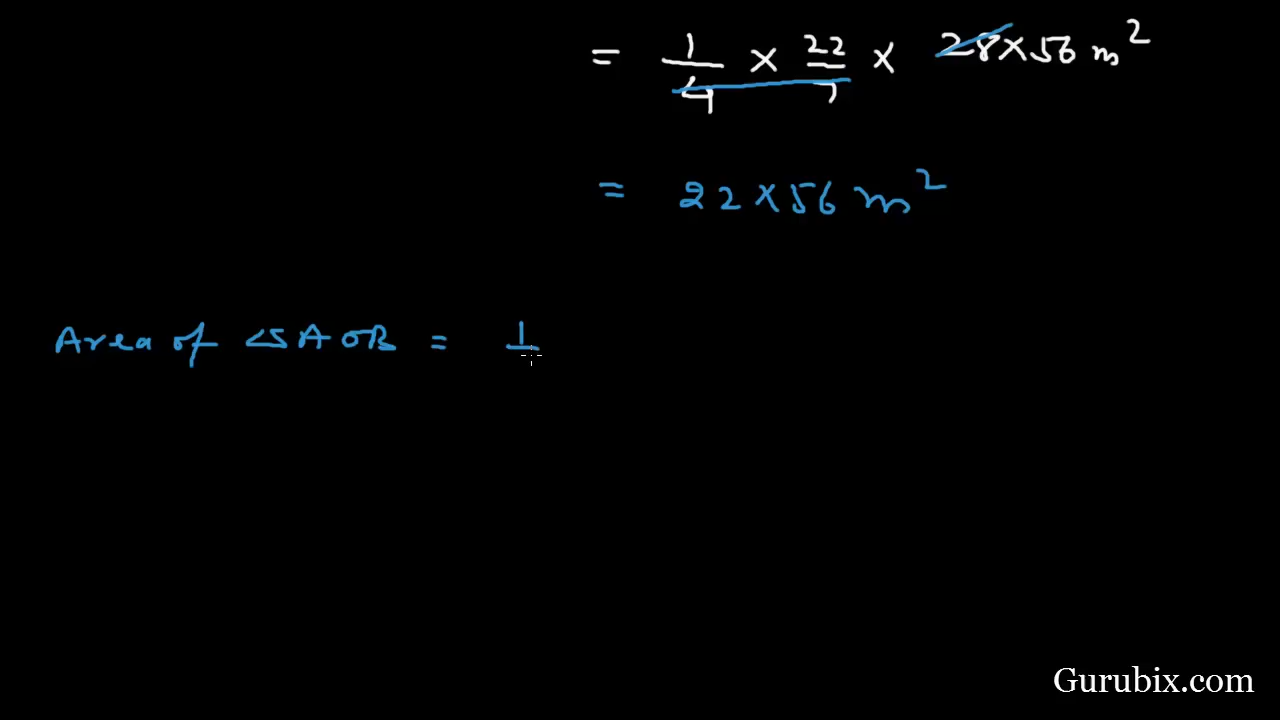 = 1/4 × 22/7 × 28×56 m²
= 22×56 m²
Area of △AOB = 1
Gurubix.com